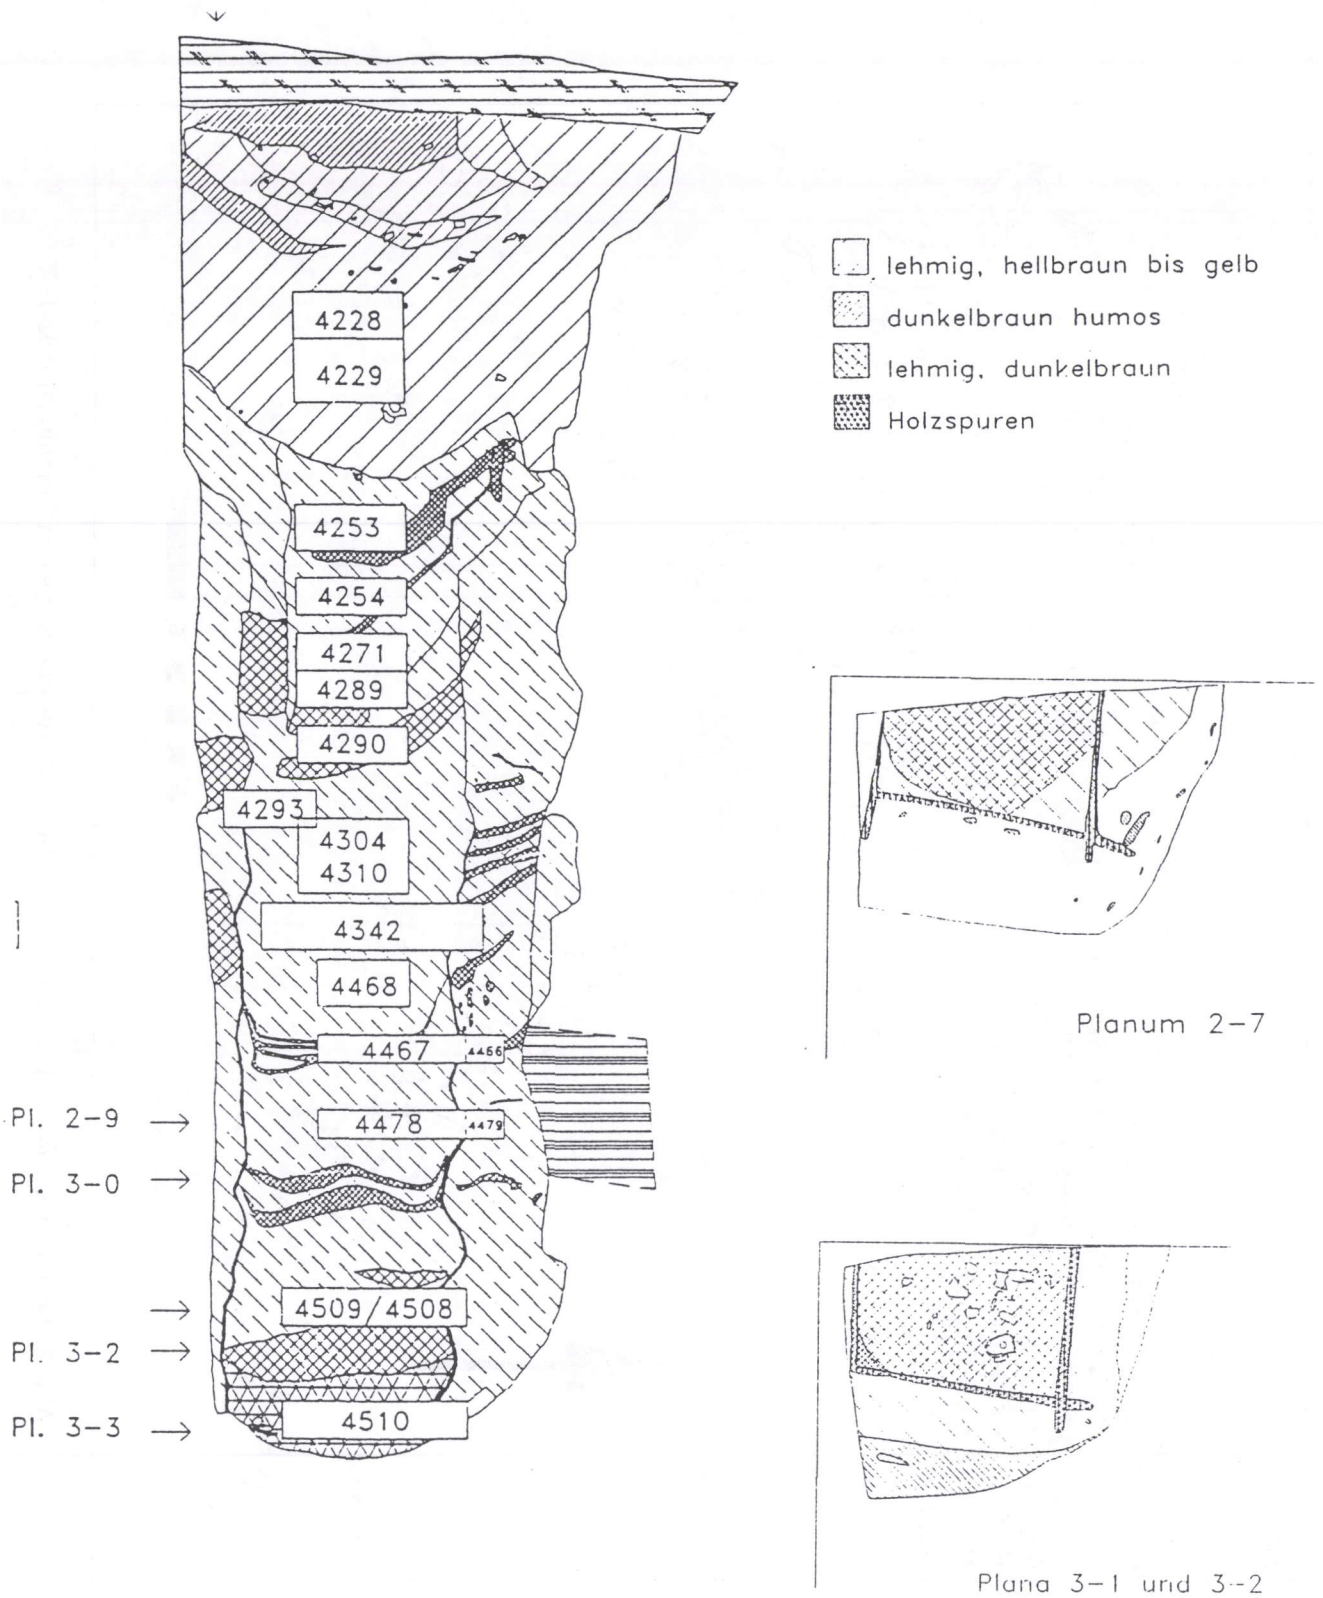 4228
4229
lehmig, hellbraun bis gelb
dunkelbraun humos
lehmig, dunkelbraun
Holzspuren
4253
4254
4271
4289
4290
4293
4304
4310
4342
4468
4467 4466
Pl. 2-9
4478 4479
Pl. 3-0
4509/4508
Pl. 3-2
Pl. 3-3
4510
Planum 2-7
Plana 3-1 und 3-2